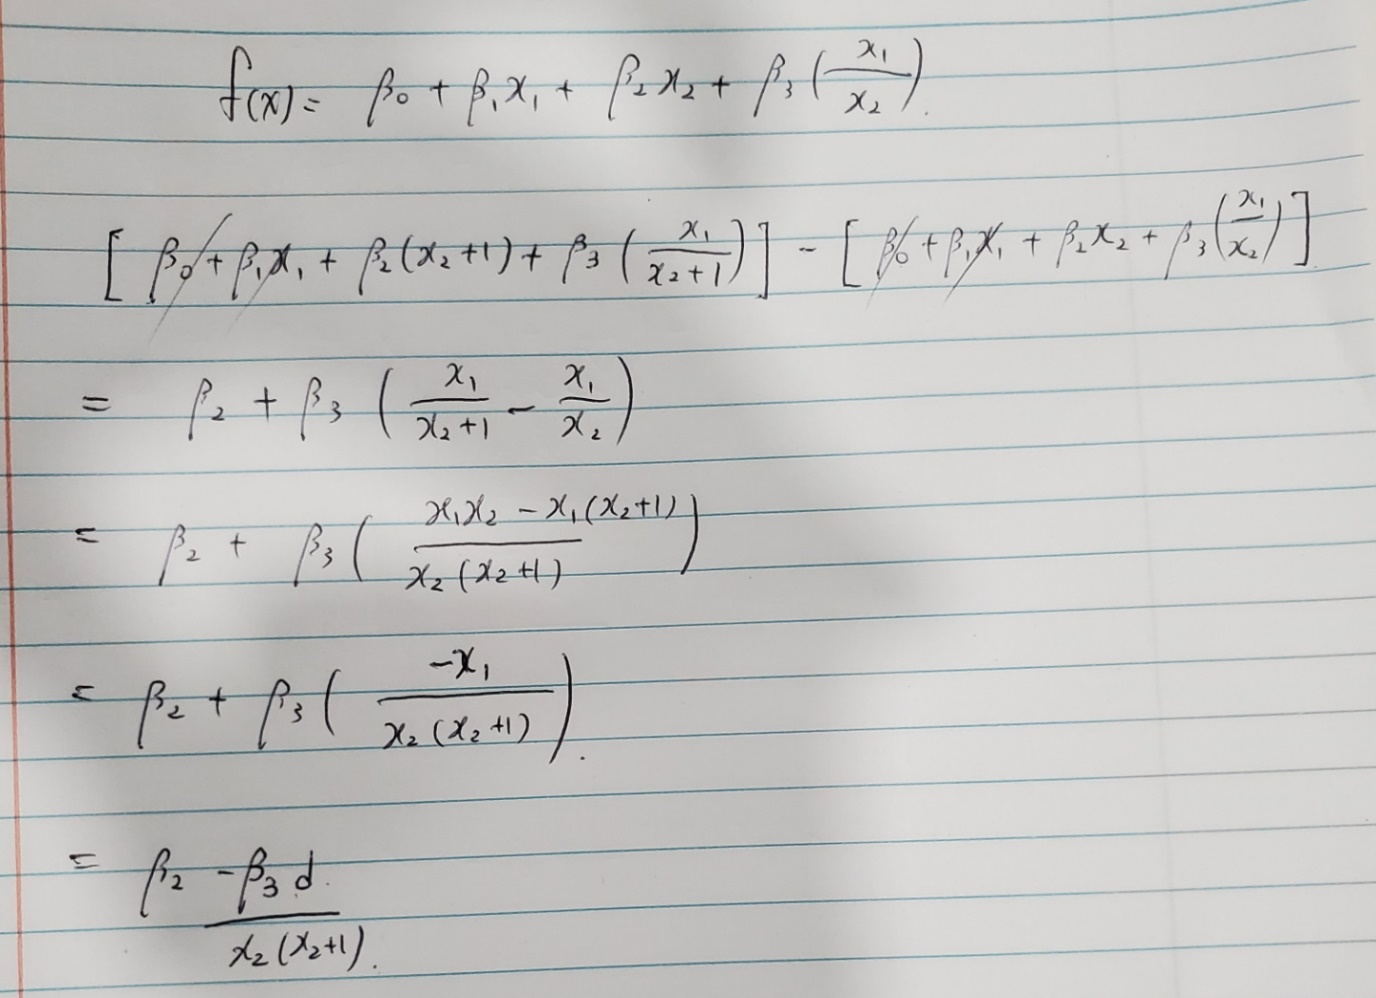 f(x) = β₀ + β₁x₁ + β₂x₂ + β₃(x₁/x₂).
[β₀ + β₁x₁ + β₂(x₂+1) + β₃(x₁/(x₂+1))] - [β₀ + β₁x₁ + β₂x₂ + β₃(x₁/x₂)]
= β₂ + β₃(x₁/(x₂+1) - x₁/x₂)
= β₂ + β₃((x₁x₂ - x₁(x₂+1))/(x₂(x₂+1)))
= β₂ + β₃(-x₁/(x₂(x₂+1))).
= β₂ -β₃d/(x₂(x₂+1)).